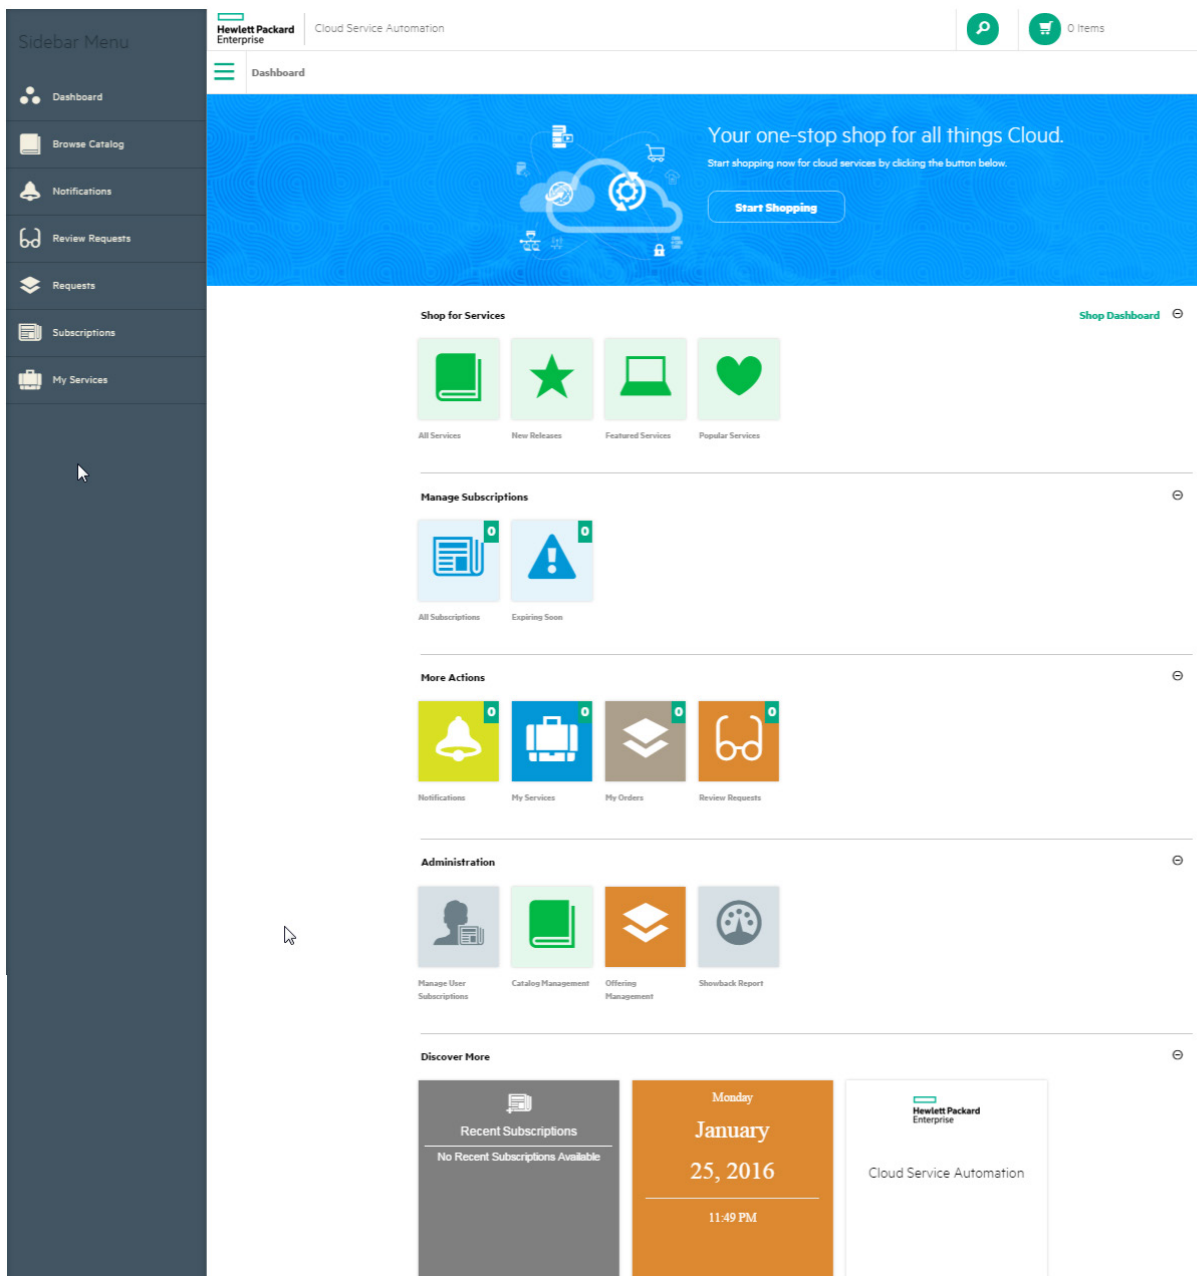 Sidebar Menu
Dashboard
Browse Catalog
Notifications
Review Requests
Requests
Subscriptions
My Services
Hewlett Packard
Enterprise
Cloud Service Automation
0 Items
Dashboard
Your one-stop shop for all things Cloud.
Start shopping now for cloud services by clicking the button below.
Start Shopping
Shop for Services
Shop Dashboard
All Services
New Releases
Featured Services
Popular Services
Manage Subscriptions
0
0
All Subscriptions
Expiring Soon
More Actions
0
0
0
0
Notifications
My Services
My Orders
Review Requests
Administration
Manage User
Subscriptions
Catalog Management
Offering
Management
Showback Report
Discover More
Recent Subscriptions
No Recent Subscriptions Available
Monday
January
25, 2016
11:49 PM
Hewlett Packard
Enterprise
Cloud Service Automation